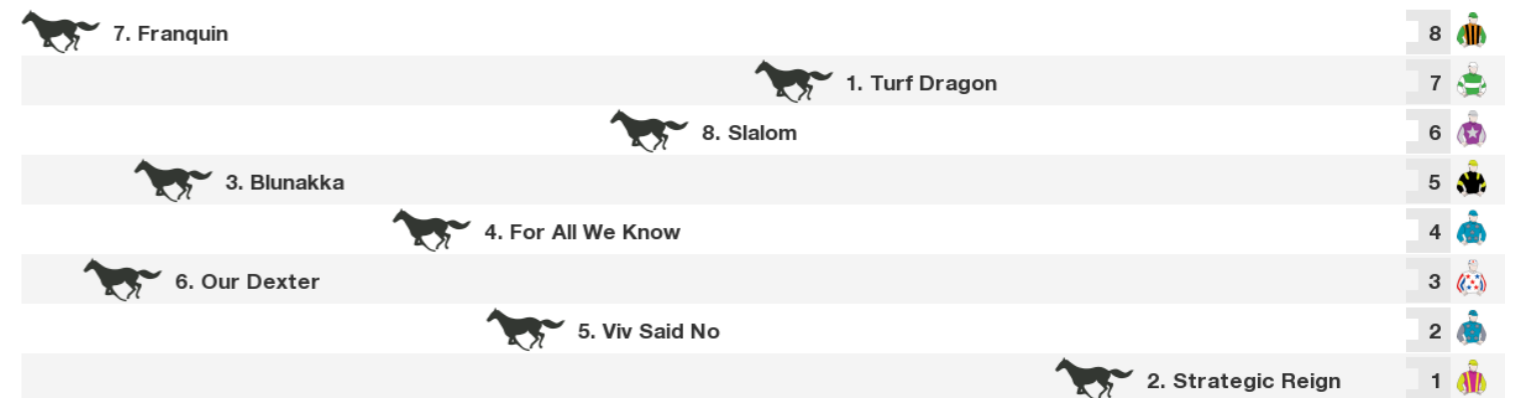 7. Franquin 8
1. Turf Dragon 7
8. Slalom 6
3. Blunakka 5
4. For All We Know 4
6. Our Dexter 3
5. Viv Said No 2
2. Strategic Reign 1